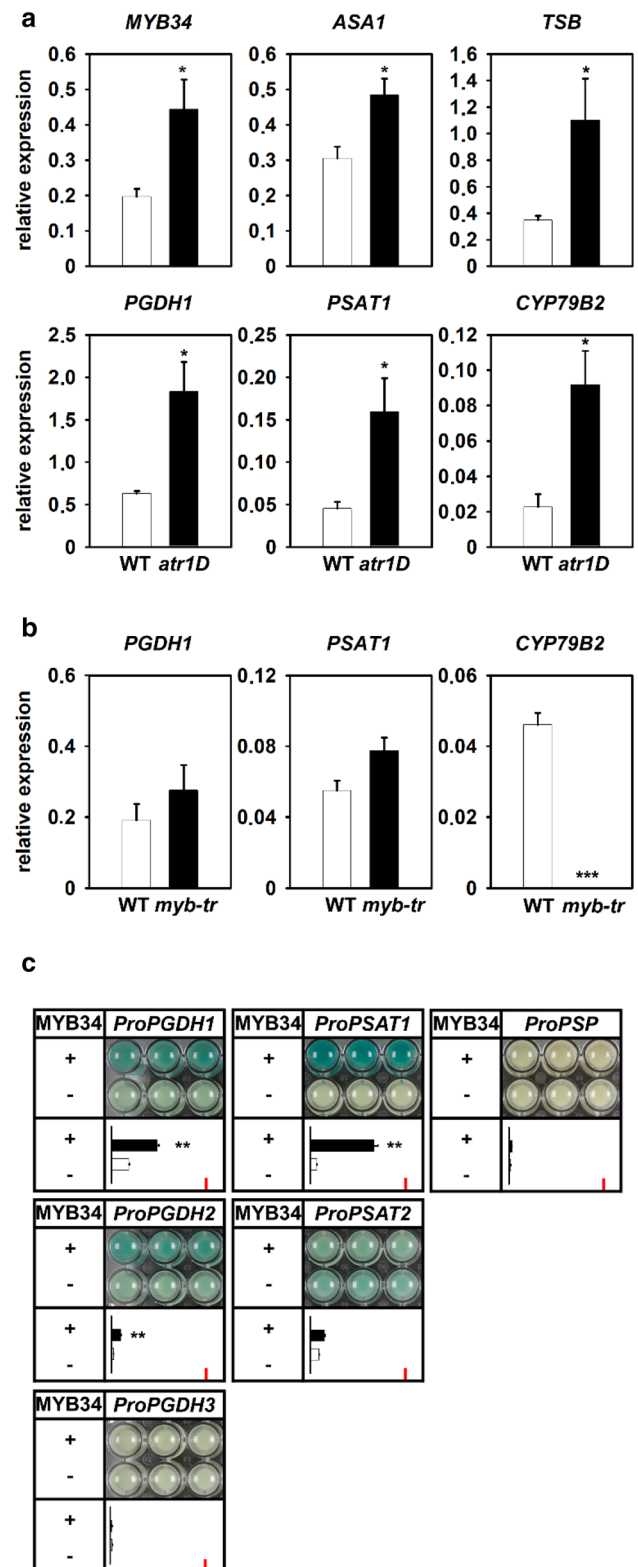 a
MYB34 ASA1 TSB
relative expression
0.6 0.5 0.4 0.3 0.2 0.1 0
*
0.6 0.5 0.4 0.3 0.2 0.1 0
*
1.6 1.4 1.2 1.0 0.8 0.6 0.4 0.2 0
*
PGDH1 PSAT1 CYP79B2
relative expression
2.5 2.0 1.5 1.0 0.5 0
*
0.25 0.20 0.15 0.10 0.05 0
*
0.12 0.10 0.08 0.06 0.04 0.02 0
*
WT atr1D WT atr1D WT atr1D
b
PGDH1 PSAT1 CYP79B2
relative expression
0.6 0.4 0.2 0
0.12 0.08 0.04 0
0.06 0.04 0.02 0
***
WT myb-tr WT myb-tr WT myb-tr
c
MYB34 ProPGDH1 MYB34 ProPSAT1 MYB34 ProPSP
+ + +
- - -
+ ** + ** +
- - -
MYB34 ProPGDH2 MYB34 ProPSAT2
+ +
- -
+ ** +
- -
MYB34 ProPGDH3
+
-
+
-